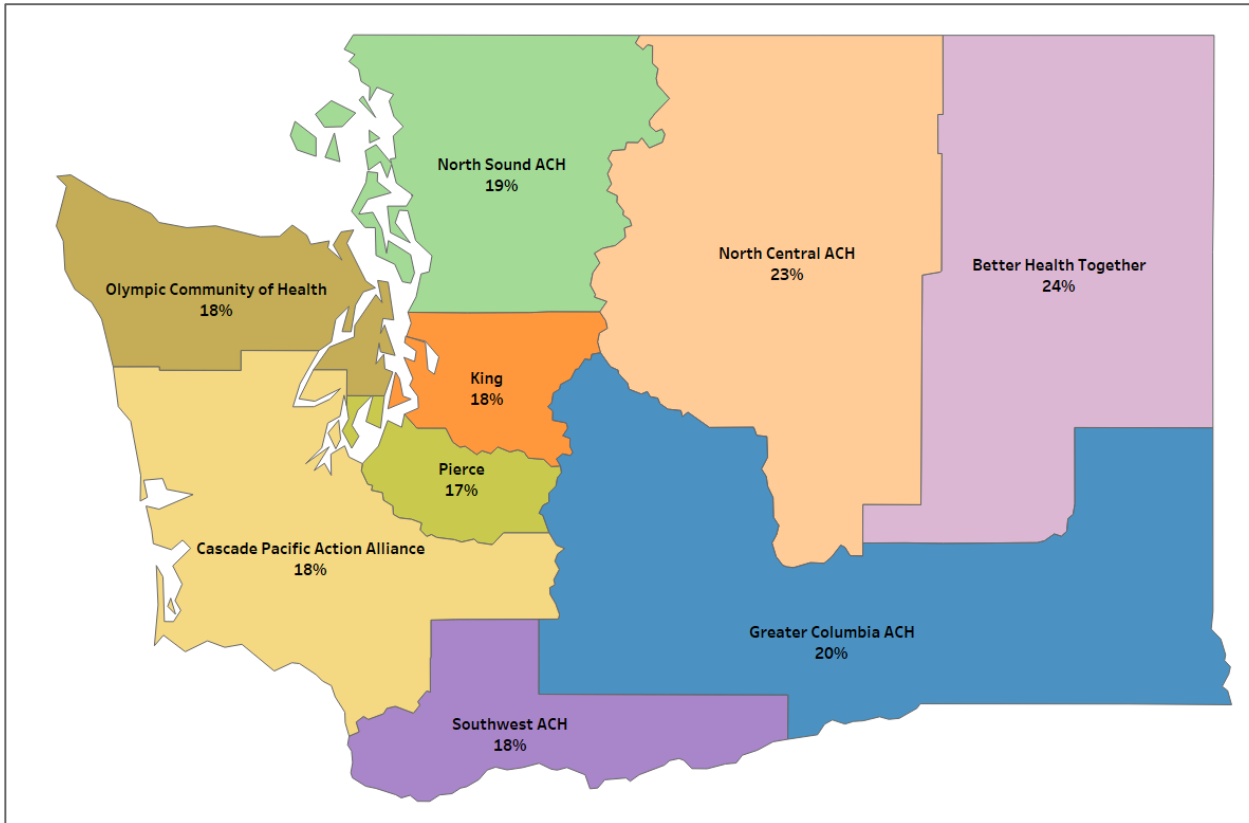 North Sound ACH
19%
North Central ACH
23%
Better Health Together
24%
Olympic Community of Health
18%
King
18%
Pierce
17%
Cascade Pacific Action Alliance
18%
Greater Columbia ACH
20%
Southwest ACH
18%